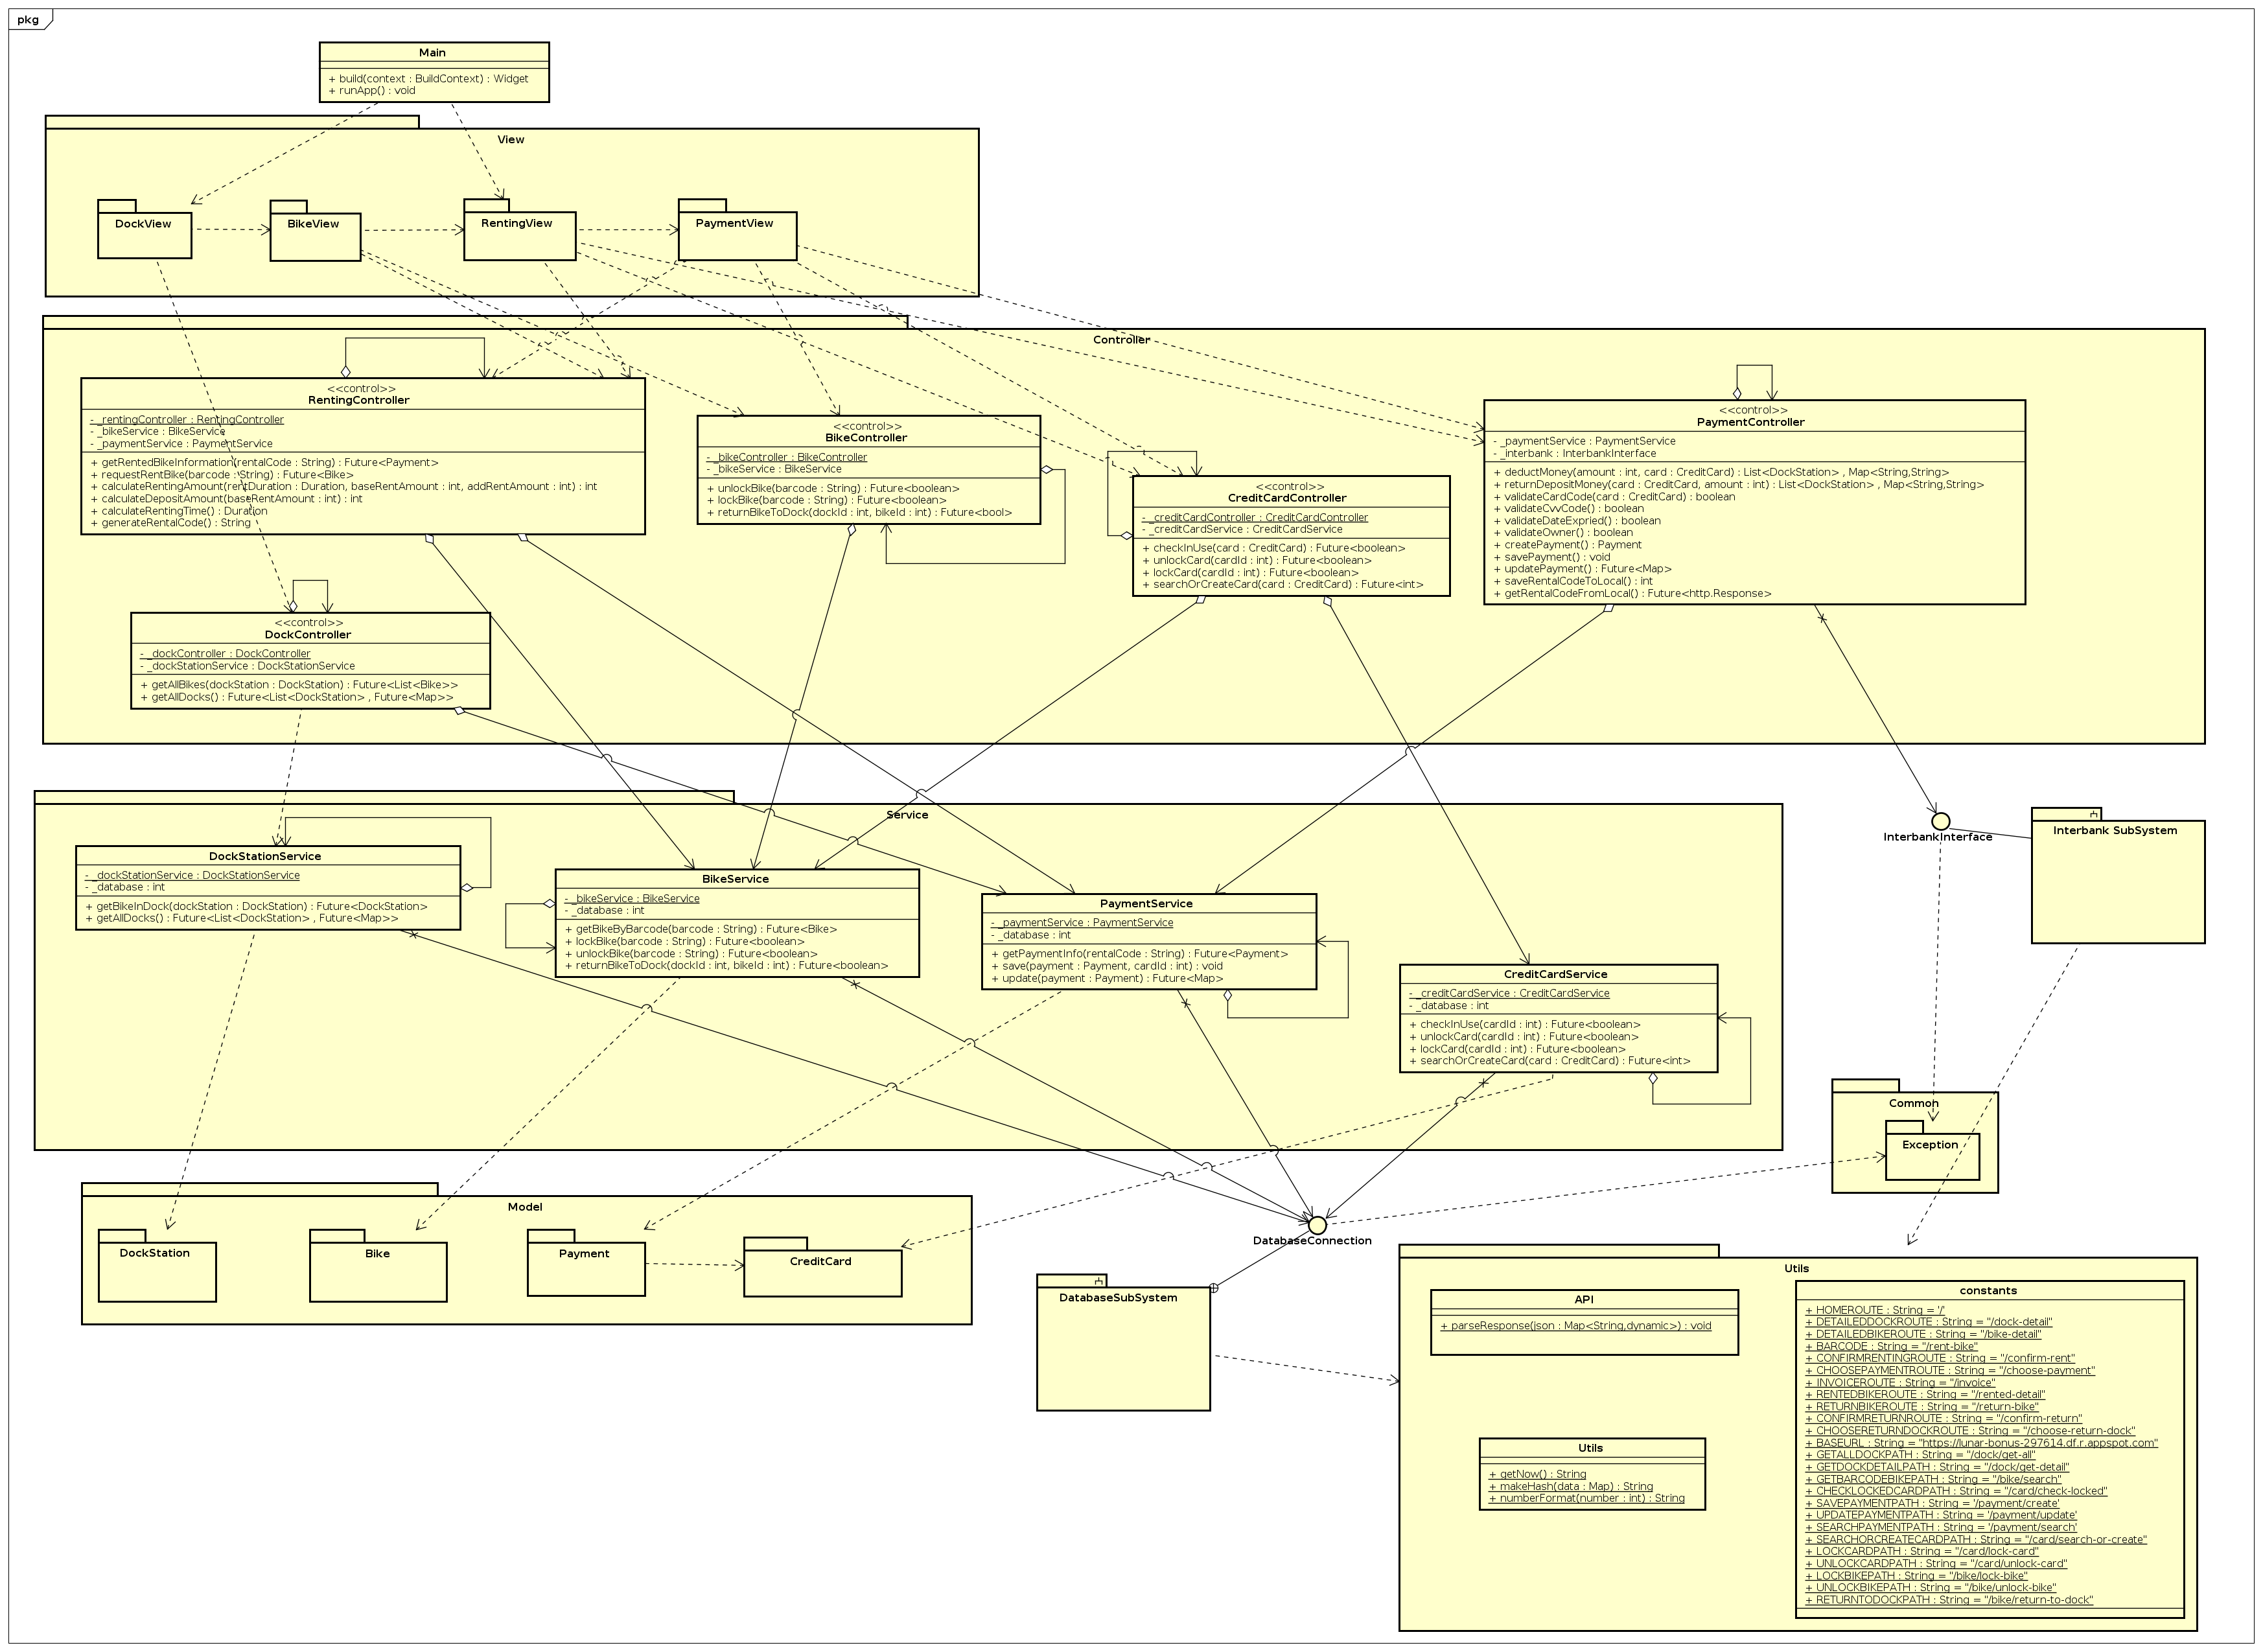 pkg
Main
+ build(context : BuildContext) : Widget
+ runApp() : void
View
DockView
BikeView
RentingView
PaymentView
Controller
<<control>>
RentingController
- _rentingController : RentingController
- _bikeService : BikeService
- _paymentService : PaymentService
+ getRentedBikeInformation(rentalCode : String) : Future<Payment>
+ requestRentBike(barcode : String) : Future<Bike>
+ calculateRentingAmount(rentDuration : Duration, baseRentAmount : int, addRentAmount : int) : int
+ calculateDepositAmount(baseRentAmount : int) : int
+ calculateRentingTime() : Duration
+ generateRentalCode() : String
<<control>>
BikeController
- _bikeController : BikeController
- _bikeService : BikeService
+ unlockBike(barcode : String) : Future<boolean>
+ lockBike(barcode : String) : Future<boolean>
+ returnBikeToDock(dockId : int, bikeId : int) : Future<bool>
<<control>>
CreditCardController
- _creditCardController : CreditCardController
- _creditCardService : CreditCardService
+ checkInUse(card : CreditCard) : Future<boolean>
+ unlockCard(cardId : int) : Future<boolean>
+ lockCard(cardId : int) : Future<boolean>
+ searchOrCreateCard(card : CreditCard) : Future<int>
<<control>>
PaymentController
- _paymentService : PaymentService
- _interbank : InterbankInterface
+ deductMoney(amount : int, card : CreditCard) : List<DockStation> , Map<String,String>
+ returnDepositMoney(card : CreditCard, amount : int) : List<DockStation> , Map<String,String>
+ validateCardCode(card : CreditCard) : boolean
+ validateCvvCode() : boolean
+ validateDateExpried() : boolean
+ validateOwner() : boolean
+ createPayment() : Payment
+ savePayment() : void
+ updatePayment() : Future<Map>
+ saveRentalCodeToLocal() : int
+ getRentalCodeFromLocal() : Future<http.Response>
<<control>>
DockController
- _dockController : DockController
- _dockStationService : DockStationService
+ getAllBikes(dockStation : DockStation) : Future<List<Bike>>
+ getAllDocks() : Future<List<DockStation> , Future<Map>>
Service
DockStationService
- _dockStationService : DockStationService
- _database : int
+ getBikeInDock(dockStation : DockStation) : Future<DockStation>
+ getAllDocks() : Future<List<DockStation> , Future<Map>>
BikeService
- _bikeService : BikeService
- _database : int
+ getBikeByBarcode(barcode : String) : Future<Bike>
+ lockBike(barcode : String) : Future<boolean>
+ unlockBike(barcode : String) : Future<boolean>
+ returnBikeToDock(dockId : int, bikeId : int) : Future<boolean>
PaymentService
- _paymentService : PaymentService
- _database : int
+ getPaymentInfo(rentalCode : String) : Future<Payment>
+ save(payment : Payment, cardId : int) : void
+ update(payment : Payment) : Future<Map>
CreditCardService
- _creditCardService : CreditCardService
- _database : int
+ checkInUse(cardId : int) : Future<boolean>
+ unlockCard(cardId : int) : Future<boolean>
+ lockCard(cardId : int) : Future<boolean>
+ searchOrCreateCard(card : CreditCard) : Future<int>
InterbankInterface
Interbank SubSystem
Common
Exception
Model
DockStation
Bike
Payment
CreditCard
DatabaseConnection
DatabaseSubSystem
Utils
API
+ parseResponse(json : Map<String,dynamic>) : void
Utils
+ getNow() : String
+ makeHash(data : Map) : String
+ numberFormat(number : int) : String
constants
+ HOMEROUTE : String = '/'
+ DETAILEDDOCKROUTE : String = "/dock-detail"
+ DETAILEDBIKEROUTE : String = "/bike-detail"
+ BARCODE : String = "/rent-bike"
+ CONFIRMRENTINGROUTE : String = "/confirm-rent"
+ CHOOSEPAYMENTROUTE : String = "/choose-payment"
+ INVOICEROUTE : String = "/invoice"
+ RENTEDBIKEROUTE : String = "/rented-detail"
+ RETURNBIKEROUTE : String = "/return-bike"
+ CONFIRMRETURNROUTE : String = "/confirm-return"
+ CHOOSERETURNDOCKROUTE : String = "/choose-return-dock"
+ BASEURL : String = "https://lunar-bonus-297614.df.r.appspot.com"
+ GETALLDOCKPATH : String = "/dock/get-all"
+ GETDOCKDETAILPATH : String = "/dock/get-detail"
+ GETBARCODEBIKEPATH : String = "/bike/search"
+ CHECKLOCKEDCARDPATH : String = "/card/check-locked"
+ SAVEPAYMENTPATH : String = '/payment/create'
+ UPDATEPAYMENTPATH : String = '/payment/update'
+ SEARCHPAYMENTPATH : String = '/payment/search'
+ SEARCHORCREATECARDPATH : String = "/card/search-or-create"
+ LOCKCARDPATH : String = "/card/lock-card"
+ UNLOCKCARDPATH : String = "/card/unlock-card"
+ LOCKBIKEPATH : String = "/bike/lock-bike"
+ UNLOCKBIKEPATH : String = "/bike/unlock-bike"
+ RETURNTODOCKPATH : String = "/bike/return-to-dock"